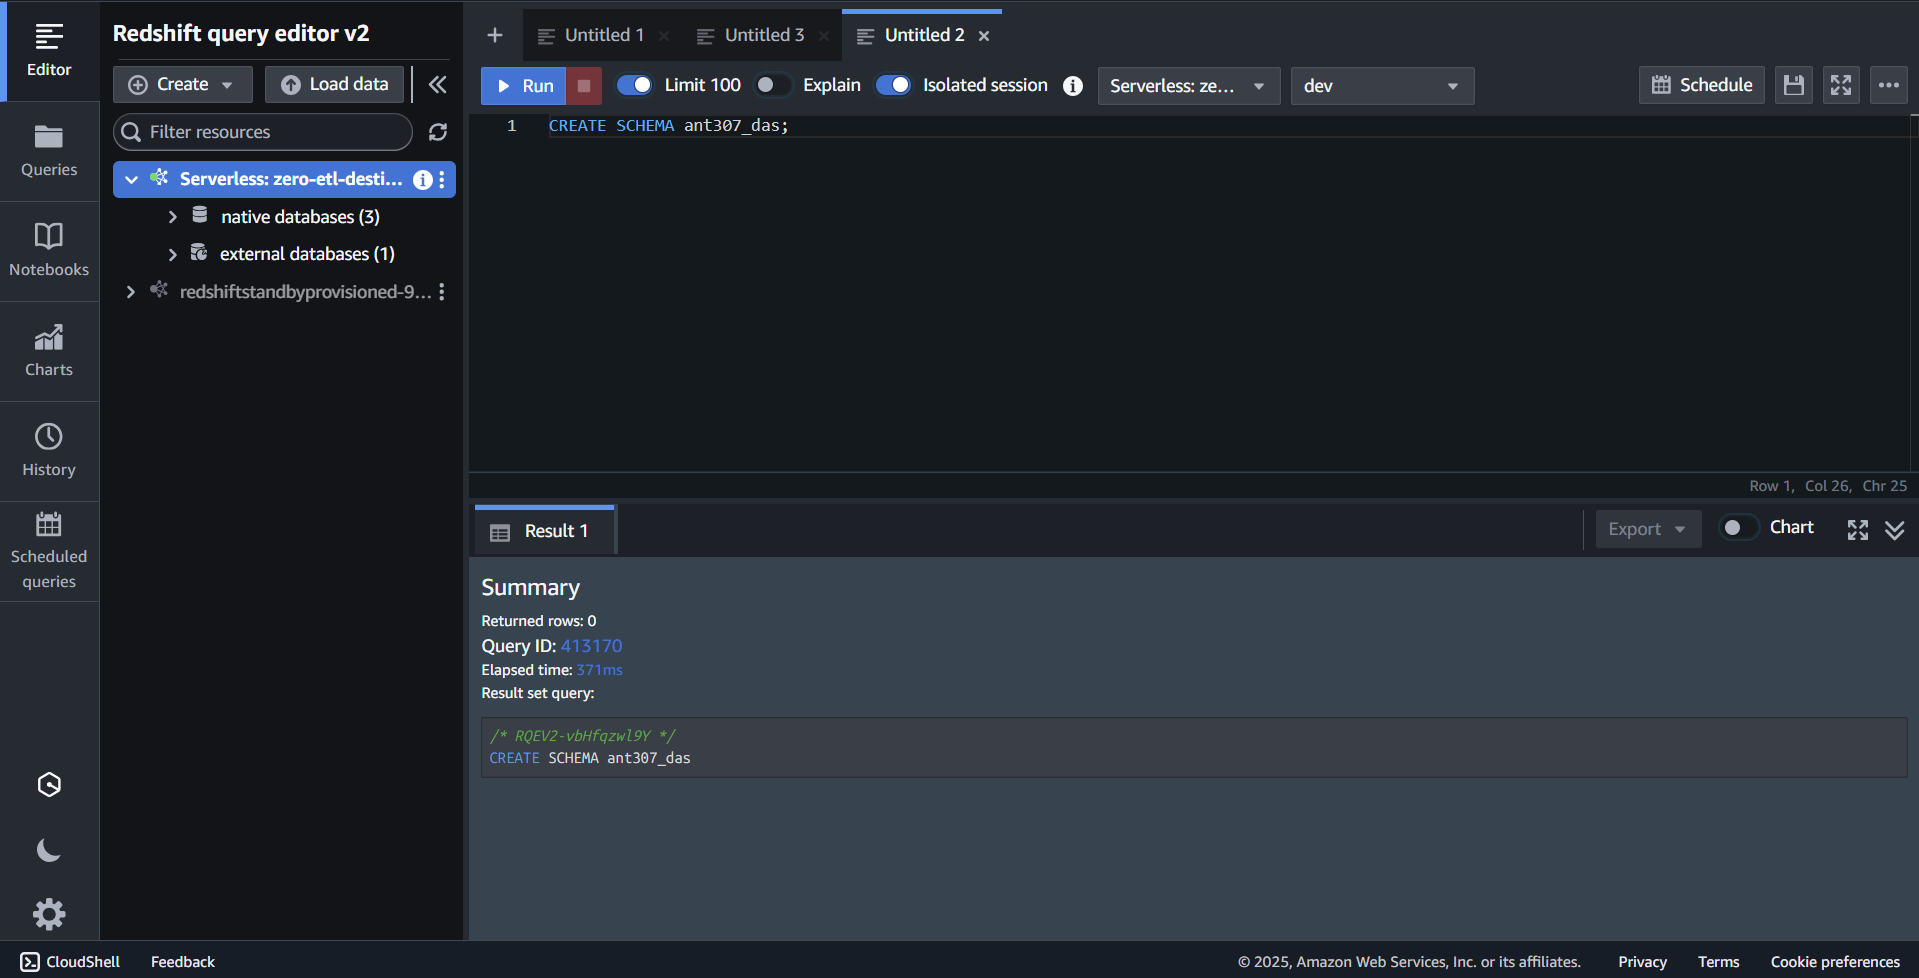 Editor
Queries
Notebooks
Charts
History
Scheduled
queries
Redshift query editor v2
Create
Load data
Filter resources
Serverless: zero-etl-desti...
native databases (3)
external databases (1)
redshiftstandbyprovisioned-9...
Untitled 1
Untitled 3
Untitled 2
Run
Limit 100
Explain
Isolated session
Serverless: ze...
dev
Schedule
1 CREATE SCHEMA ant307_das;
Row 1, Col 26, Chr 25
Result 1
Export
Chart
Summary
Returned rows: 0
Query ID: 413170
Elapsed time: 371ms
Result set query:
/* RQEV2-vbHfqzwl9Y */
CREATE SCHEMA ant307_das
CloudShell
Feedback
© 2025, Amazon Web Services, Inc. or its affiliates.
Privacy
Terms
Cookie preferences